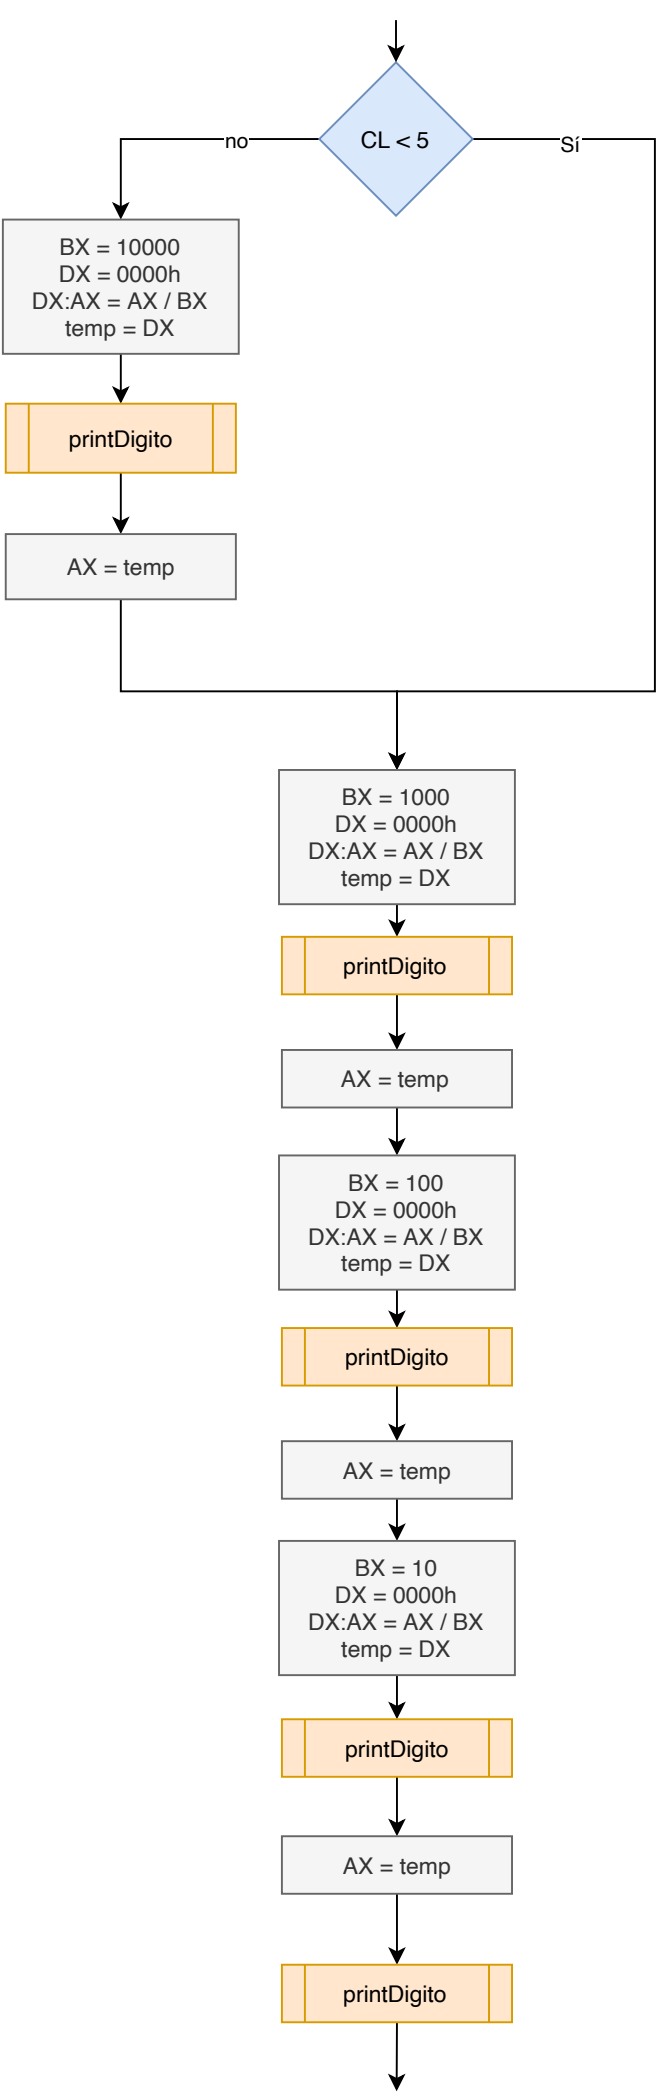 CL < 5
no
Sí
BX = 10000
DX = 0000h
DX:AX = AX / BX
temp = DX
printDigito
AX = temp
BX = 1000
DX = 0000h
DX:AX = AX / BX
temp = DX
printDigito
AX = temp
BX = 100
DX = 0000h
DX:AX = AX / BX
temp = DX
printDigito
AX = temp
BX = 10
DX = 0000h
DX:AX = AX / BX
temp = DX
printDigito
AX = temp
printDigito